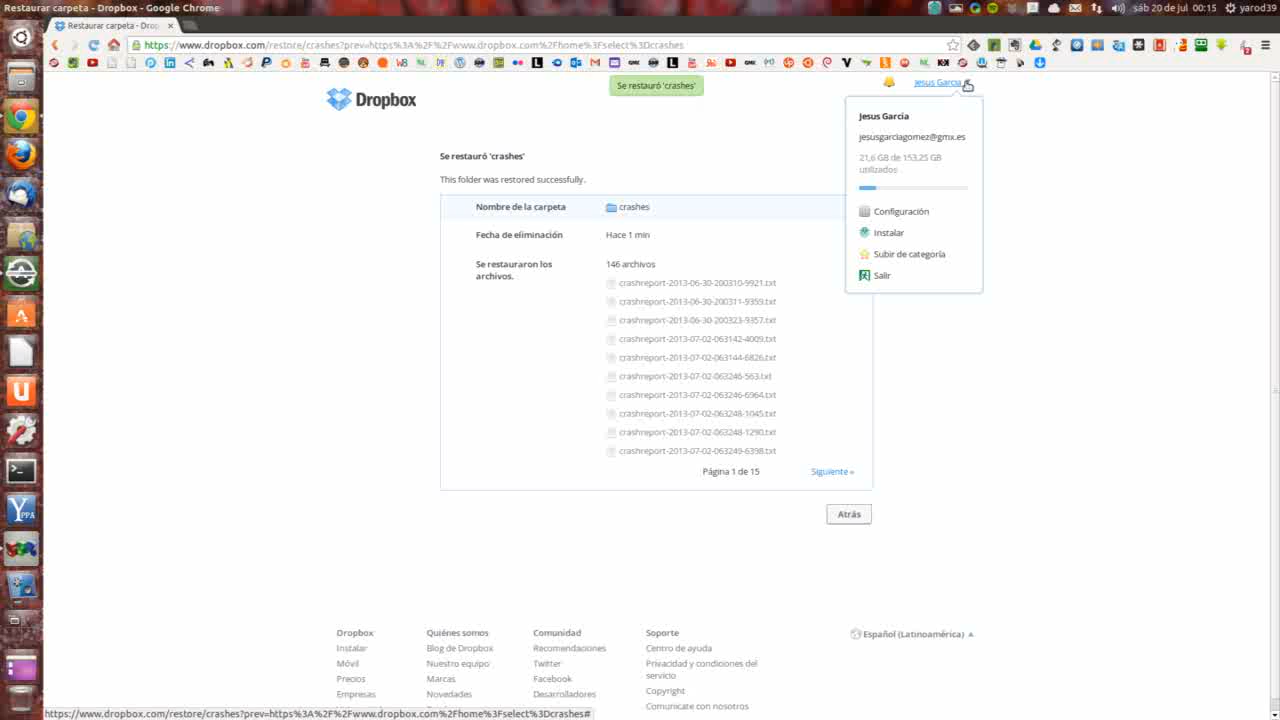 Restaurar carpeta - Dropbox - Google Chrome
sáb 20 de jul 00:15 yarod39
Restaurar carpeta - Drop
https://www.dropbox.com/restore/crashes?prev=https%3A%2F%2Fwww.dropbox.com%2Fhome%3Fselect%3Dcrashes
Dropbox
Se restauró 'crashes'
Jesus Garcia
Jesus Garcia
jesusgarciagomez@gmx.es
21,6 GB de 153,25 GB
utilizados
Configuración
Instalar
Subir de categoría
Salir
Se restauró 'crashes'
This folder was restored successfully.
Nombre de la carpeta crashes
Fecha de eliminación Hace 1 min
Se restauraron los archivos. 146 archivos
crashreport-2013-06-30-200310-9921.txt
crashreport-2013-06-30-200311-9359.txt
crashreport-2013-06-30-200323-9357.txt
crashreport-2013-07-02-063142-4009.txt
crashreport-2013-07-02-063144-6826.txt
crashreport-2013-07-02-063246-563.txt
crashreport-2013-07-02-063246-6964.txt
crashreport-2013-07-02-063248-1045.txt
crashreport-2013-07-02-063248-1290.txt
crashreport-2013-07-02-063249-6398.txt
Página 1 de 15 Siguiente »
Atrás
Dropbox
Instalar
Móvil
Precios
Empresas
Quiénes somos
Blog de Dropbox
Nuestro equipo
Marcas
Novedades
Comunidad
Recomendaciones
Twitter
Facebook
Desarrolladores
Soporte
Centro de ayuda
Privacidad y condiciones del
servicio
Copyright
Comunicate con nosotros
Español (Latinoamérica)
https://www.dropbox.com/restore/crashes?prev=https%3A%2F%2Fwww.dropbox.com%2Fhome%3Fselect%3Dcrashes#